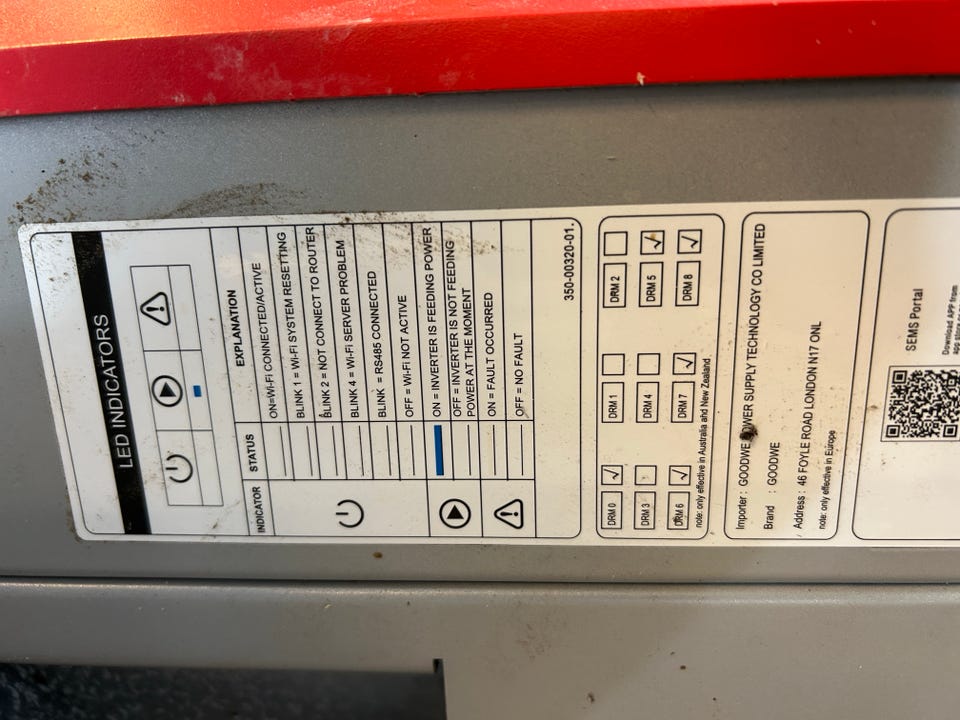 LED INDICATORS
INDICATOR STATUS EXPLANATION
ON=Wi-Fi CONNECTED/ACTIVE
BLINK 1 = Wi-Fi SYSTEM RESETTING
BLINK 2 = NOT CONNECT TO ROUTER
BLINK 4 = Wi-Fi SERVER PROBLEM
BLINK = RS485 CONNECTED
OFF = Wi-Fi NOT ACTIVE
ON = INVERTER IS FEEDING POWER
OFF = INVERTER IS NOT FEEDING
POWER AT THE MOMENT
ON = FAULT OCCURRED
OFF = NO FAULT
350-00320-01.
DRM 0 DRM 1 DRM 2
DRM 3 DRM 4 DRM 5
DRM 6 DRM 7 DRM 8
note: only effective in Australia and New Zealand
Importer : GOODWE POWER SUPPLY TECHNOLOGY CO LIMITED
Brand : GOODWE
Address : 46 FOYLE ROAD LONDON N17 ONL
note: only effective in Europe
SEMS Portal
Download APP from